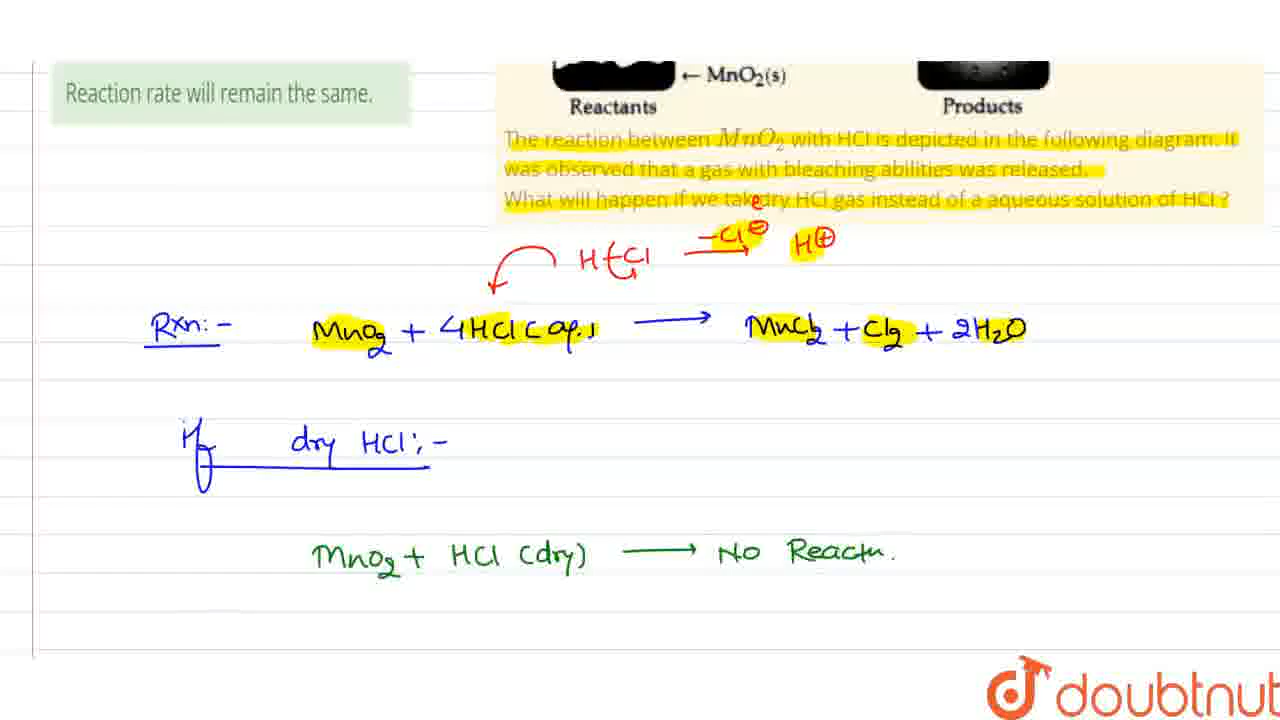 ← MnO₂(s)
Reactants
Products
Reaction rate will remain the same.
The reaction between MnO₂ with HCl is depicted in the following diagram. It
was observed that a gas with bleaching abilities was released.
What will happen if we take dry HCl gas instead of a aqueous solution of HCl ?
e
H-Cl -Cl⊖ H⊕
Rxn:- MnO₂ + 4HCl (aq.) → MnCl₂ + Cl₂ + 2H₂O
If dry HCl:-
MnO₂ + HCl (dry) → No Reactn.
doubtnut